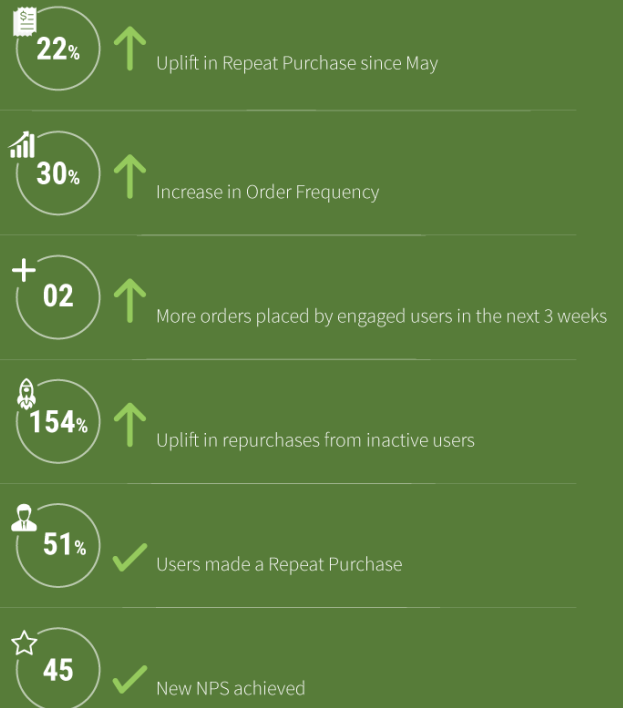 22%
Uplift in Repeat Purchase since May
30%
Increase in Order Frequency
02
More orders placed by engaged users in the next 3 weeks
154%
Uplift in repurchases from inactive users
51%
Users made a Repeat Purchase
45
New NPS achieved